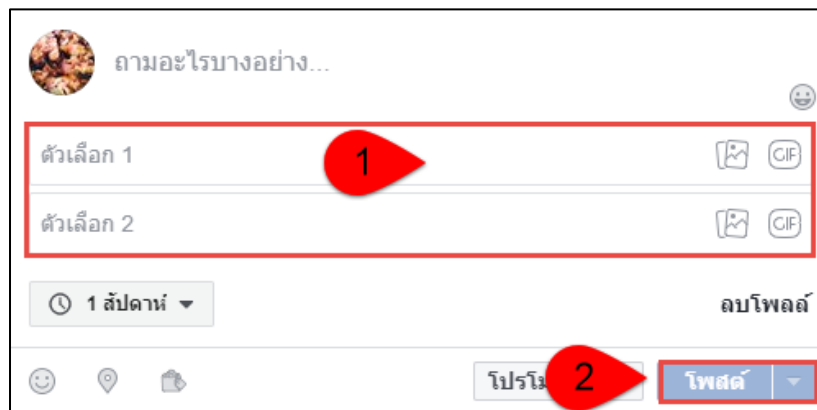 ถามอะไรบางอย่าง...
ตัวเลือก 1 1 GIF
ตัวเลือก 2 GIF
1 สัปดาห์ ลบโพลล์
2 โพสต์